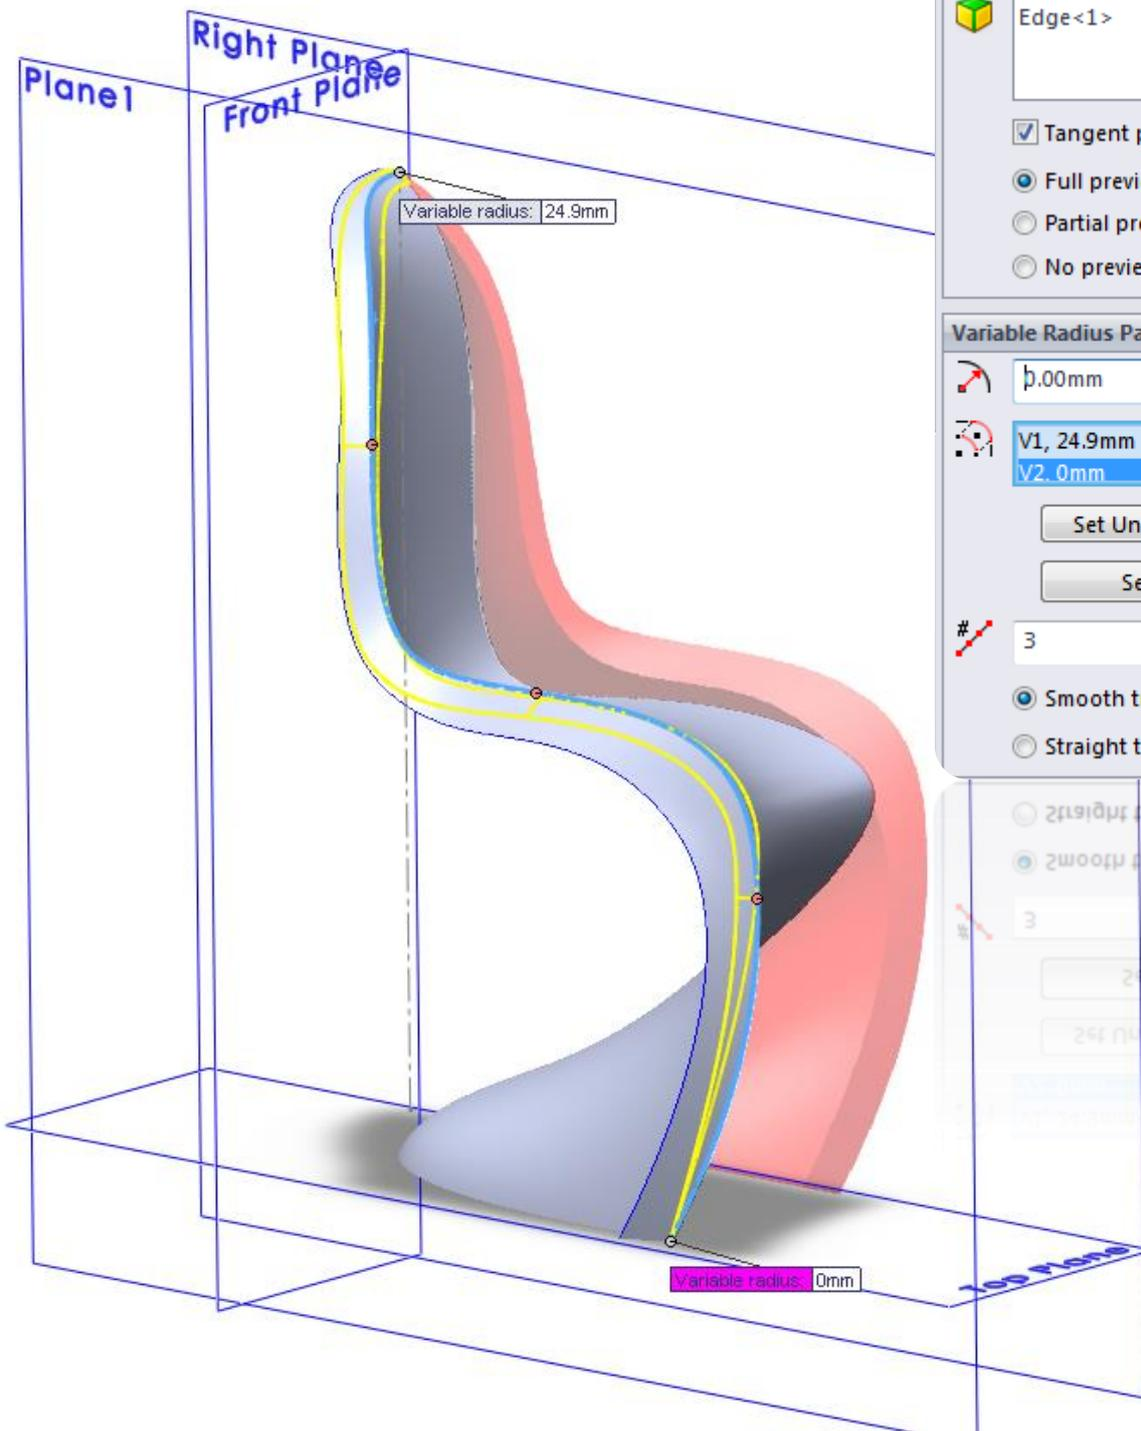 Right Plane
Plane1
Front Plane
Variable radius: 24.9mm
Variable radius: 0mm
Top Plane
Edge<1>
Tangent p
Full previ
Partial pre
No previe
Variable Radius Pa
0.00mm
V1, 24.9mm
V2, 0mm
Set Un
Se
#
3
Smooth t
Straight t